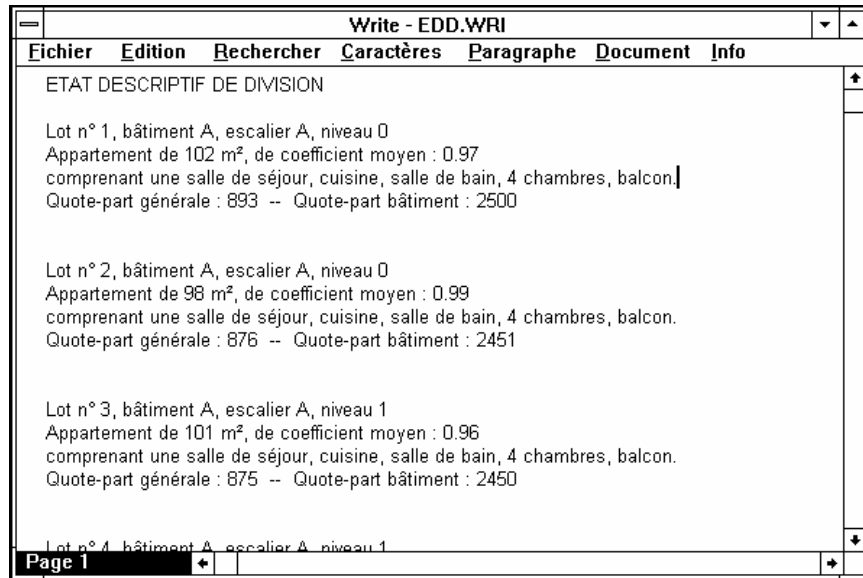 Write - EDD.WRI
Fichier Edition Rechercher Caractères Paragraphe Document Info
ETAT DESCRIPTIF DE DIVISION
Lot n° 1, bâtiment A, escalier A, niveau 0
Appartement de 102 m², de coefficient moyen : 0.97
comprenant une salle de séjour, cuisine, salle de bain, 4 chambres, balcon.
Quote-part générale : 893 -- Quote-part bâtiment : 2500
Lot n° 2, bâtiment A, escalier A, niveau 0
Appartement de 98 m², de coefficient moyen : 0.99
comprenant une salle de séjour, cuisine, salle de bain, 4 chambres, balcon.
Quote-part générale : 876 -- Quote-part bâtiment : 2451
Lot n° 3, bâtiment A, escalier A, niveau 1
Appartement de 101 m², de coefficient moyen : 0.96
comprenant une salle de séjour, cuisine, salle de bain, 4 chambres, balcon.
Quote-part générale : 875 -- Quote-part bâtiment : 2450
Lot n° 4, bâtiment A, escalier A, niveau 1
Page 1